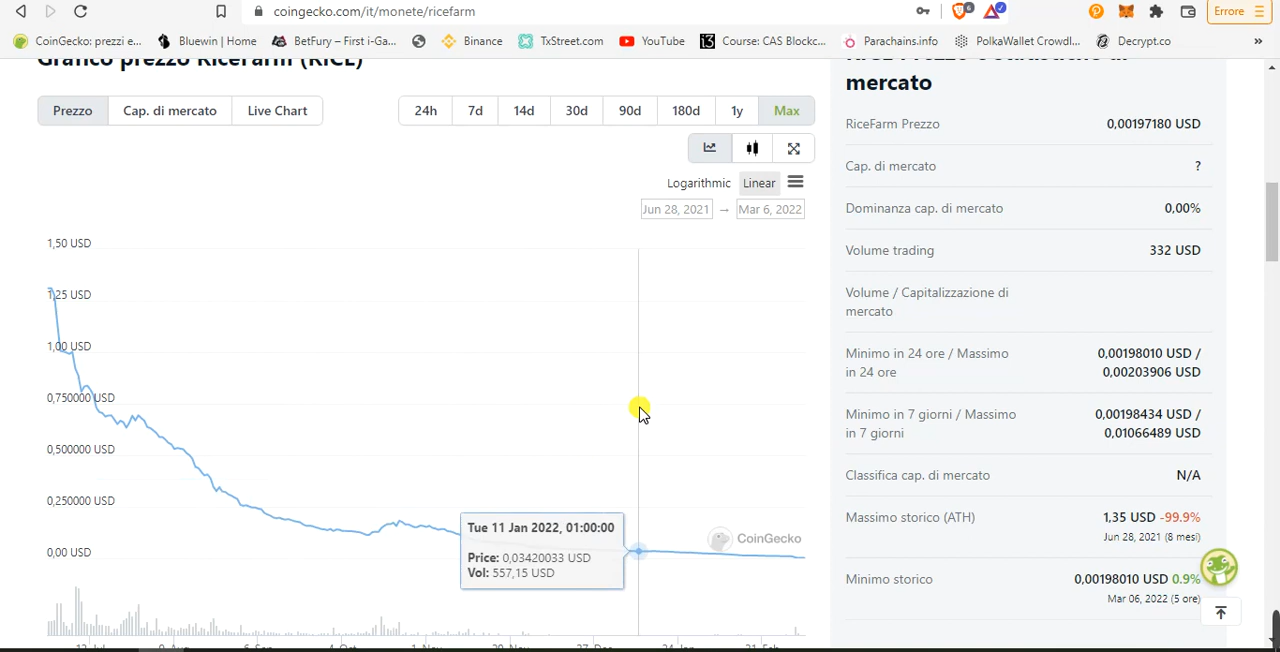 coingecko.com/it/monete/ricefarm
6
Errore
CoinGecko: prezzi e...
Bluewin | Home
BetFury – First i-Ga...
Binance
TxStreet.com
YouTube
Course: CAS Blockc...
Parachains.info
PolkaWallet Crowdl...
Decrypt.co
»
Grafico prezzo RiceFarm (RICE)
Prezzo
Cap. di mercato
Live Chart
24h
7d
14d
30d
90d
180d
1y
Max
Logarithmic
Linear
Jun 28, 2021 → Mar 6, 2022
1,50 USD
1,25 USD
1,00 USD
0,750000 USD
0,500000 USD
0,250000 USD
0,00 USD
Tue 11 Jan 2022, 01:00:00
Price: 0,03420033 USD
Vol: 557,15 USD
CoinGecko
mercato
RiceFarm Prezzo
0,00197180 USD
Cap. di mercato
?
Dominanza cap. di mercato
0,00%
Volume trading
332 USD
Volume / Capitalizzazione di
mercato
Minimo in 24 ore / Massimo
in 24 ore
0,00198010 USD /
0,00203906 USD
Minimo in 7 giorni / Massimo
in 7 giorni
0,00198434 USD /
0,01066489 USD
Classifica cap. di mercato
N/A
Massimo storico (ATH)
1,35 USD -99.9%
Jun 28, 2021 (8 mesi)
Minimo storico
0,00198010 USD 0.9%
Mar 06, 2022 (5 ore)